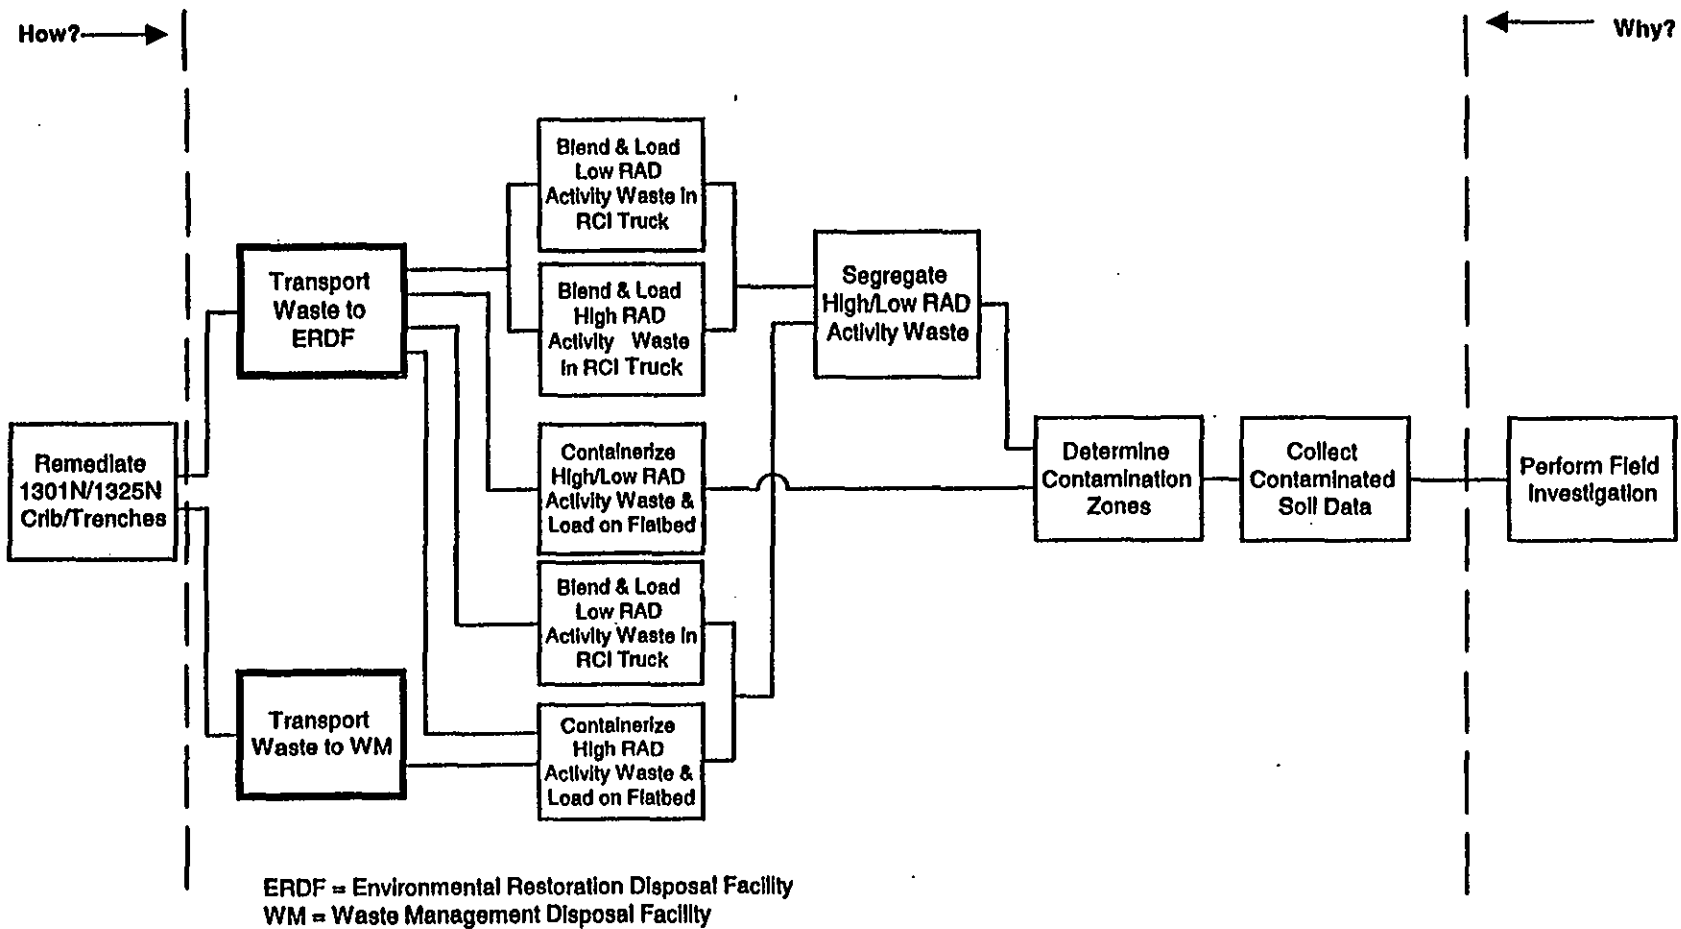 How?
Why?
Blend & Load
Low RAD
Activity Waste in
RCI Truck
Transport
Waste to
ERDF
Blend & Load
High RAD
Activity Waste
in RCI Truck
Segregate
High/Low RAD
Activity Waste
Remediate
1301N/1325N
Crib/Trenches
Containerize
High/Low RAD
Activity Waste &
Load on Flatbed
Determine
Contamination
Zones
Collect
Contaminated
Soil Data
Perform Field
Investigation
Blend & Load
Low RAD
Activity Waste in
RCI Truck
Transport
Waste to WM
Containerize
High RAD
Activity Waste &
Load on Flatbed
ERDF = Environmental Restoration Disposal Facility
WM = Waste Management Disposal Facility